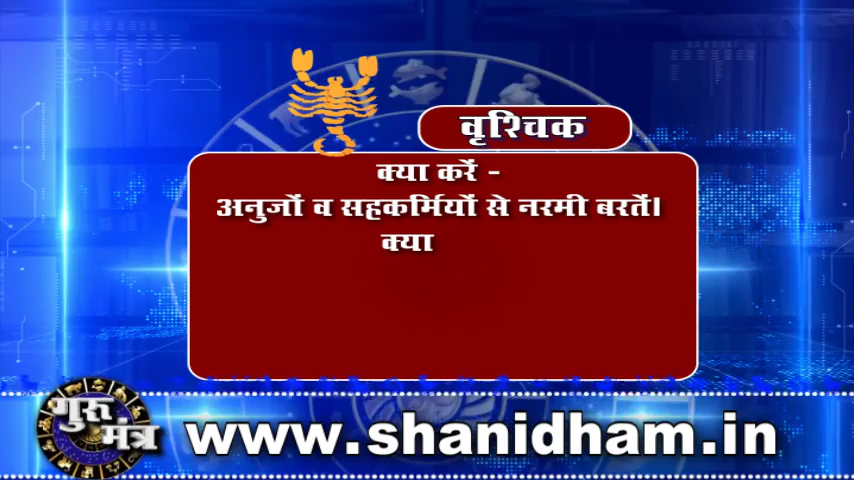 वृश्चिक
क्या करें -
अनुजों व सहकर्मियों से नरमी बरतें।
क्या
गुरु
मंत्र
www.shanidham.in